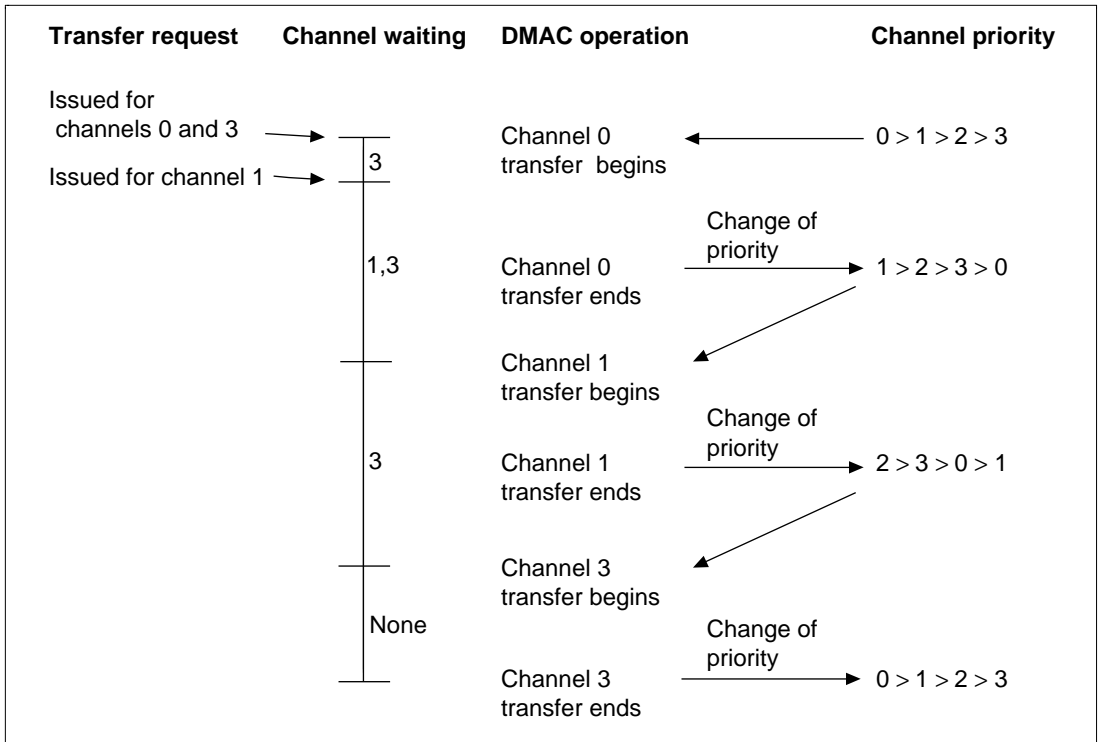 Transfer request Channel waiting DMAC operation Channel priority
Issued for
channels 0 and 3
Channel 0
transfer begins
0 > 1 > 2 > 3
3
Issued for channel 1
Change of
priority
1,3
Channel 0
transfer ends
1 > 2 > 3 > 0
Channel 1
transfer begins
Change of
priority
3
Channel 1
transfer ends
2 > 3 > 0 > 1
Channel 3
transfer begins
None
Change of
priority
Channel 3
transfer ends
0 > 1 > 2 > 3